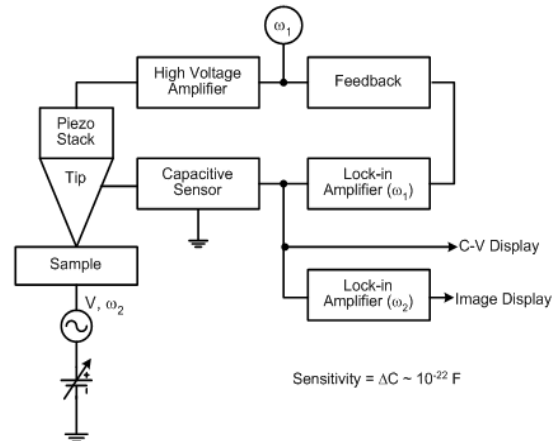 ω₁
High Voltage
Amplifier
Feedback
Piezo
Stack
Tip
Capacitive
Sensor
Lock-in
Amplifier (ω₁)
C-V Display
Sample
Lock-in
Amplifier (ω₂)
Image Display
V, ω₂
+
Sensitivity = ΔC ~ 10⁻²² F